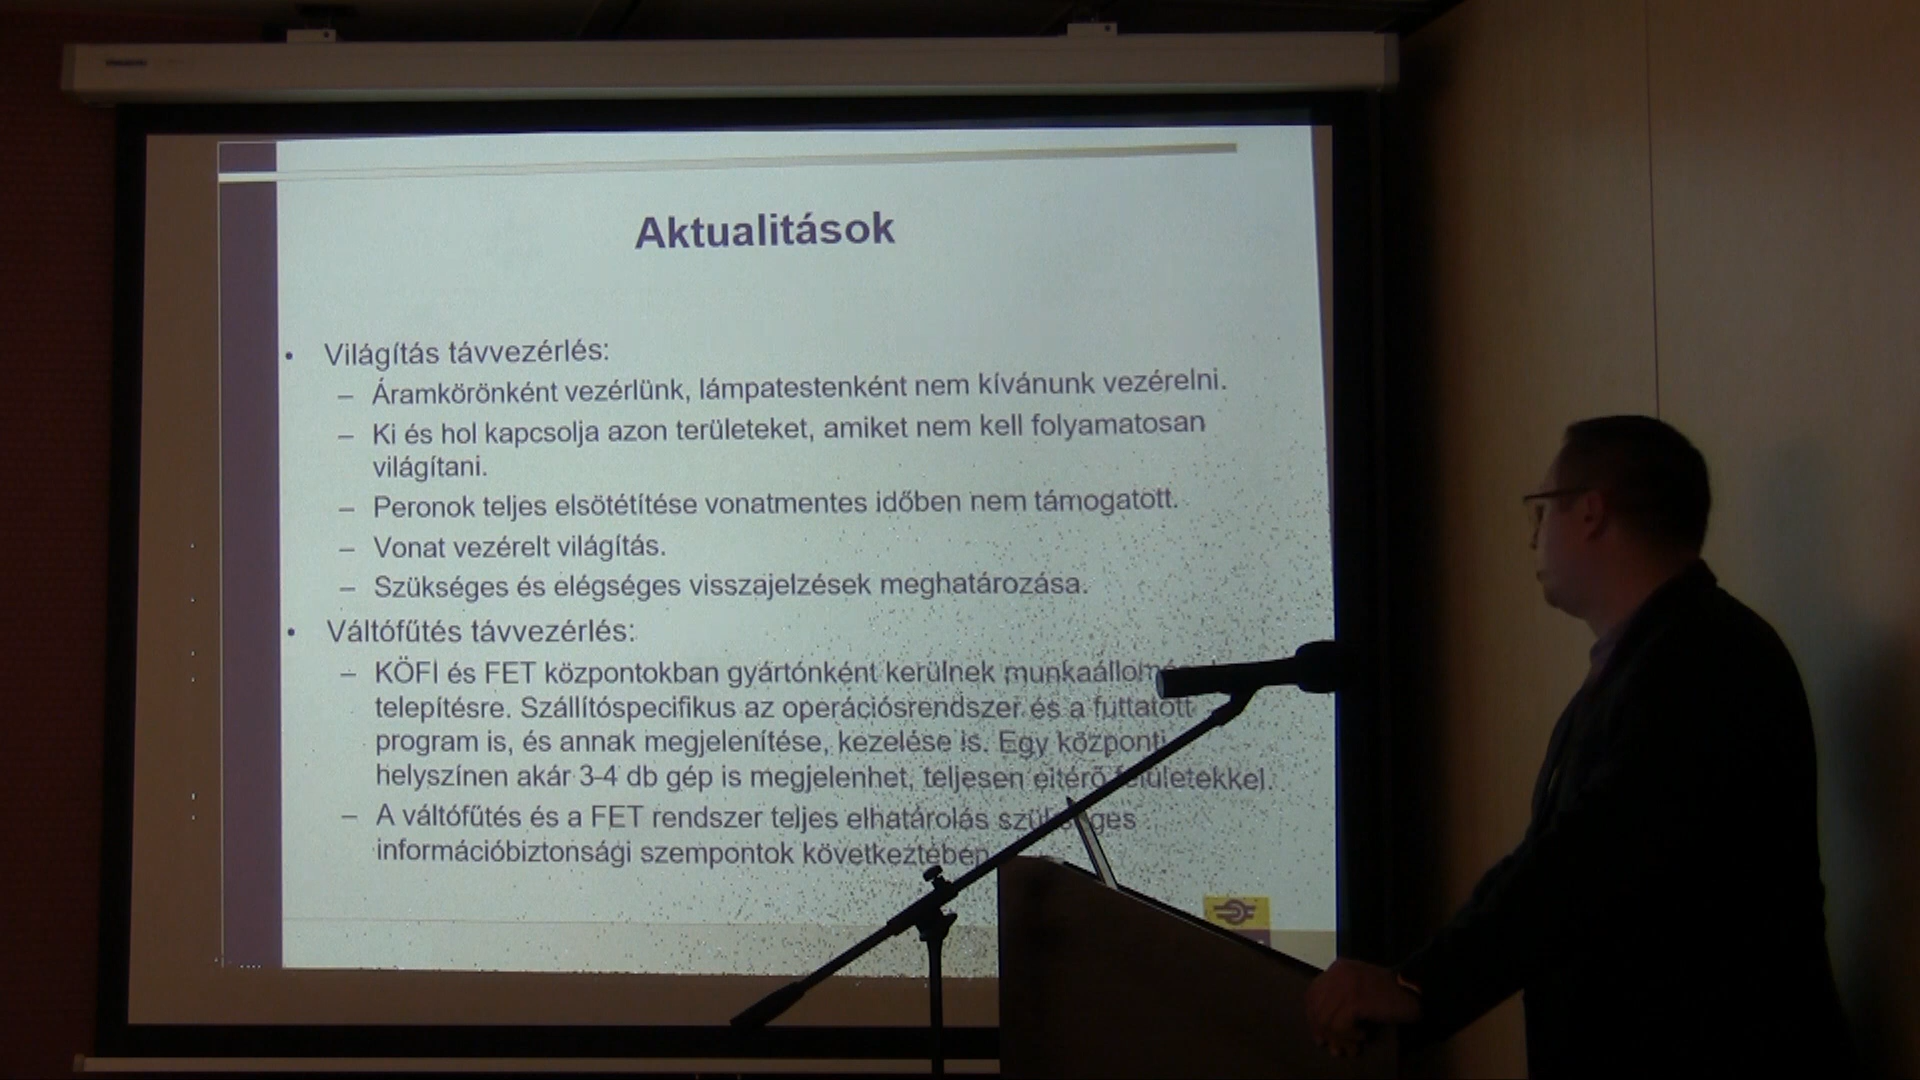 Aktualitások
• Világítás távvezérlés:
– Áramkörönként vezérlünk, lámpatestenként nem kívánunk vezérelni.
– Ki és hol kapcsolja azon területeket, amiket nem kell folyamatosan
világítani.
– Peronok teljes elsötétítése vonatmentes időben nem támogatott.
– Vonat vezérelt világítás.
– Szükséges és elégséges visszajelzések meghatározása.
• Váltófűtés távvezérlés:
– KÖFI és FET központokban gyártónként kerülnek
telepítésre. Szállítóspecifikus az operációsrendszer és a futtatott
program is, és annak megjelenítése, kezelése is. Egy központi
helyszínen akár 3-4 db gép is megjelenhet, teljesen eltérő felületekkel.
– A váltófűtés és a FET rendszer teljes elhatárolás szükséges
információbiztonsági szempontok következtében